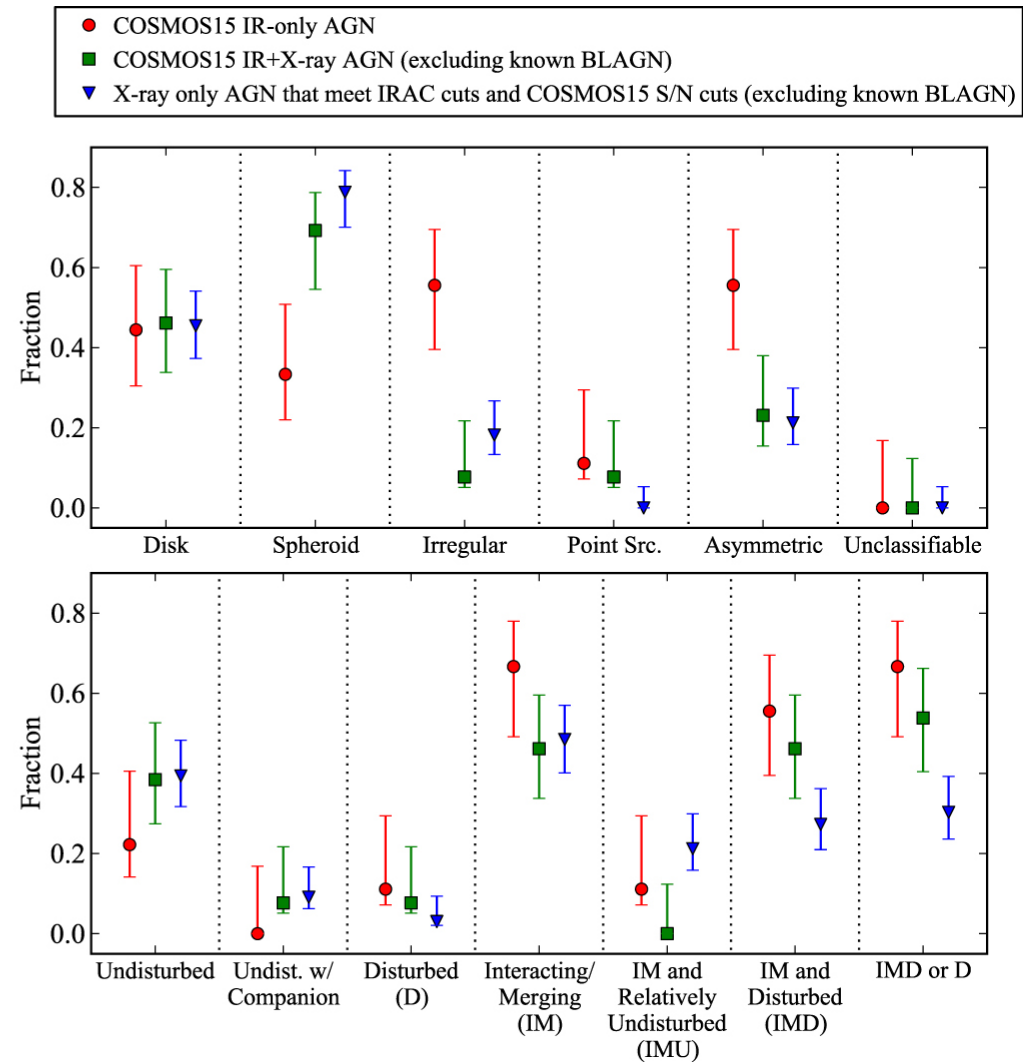 COSMOS15 IR-only AGN
COSMOS15 IR+X-ray AGN (excluding known BLAGN)
X-ray only AGN that meet IRAC cuts and COSMOS15 S/N cuts (excluding known BLAGN)
Fraction
0.8
0.6
0.4
0.2
0.0
Disk Spheroid Irregular Point Src. Asymmetric Unclassifiable
Fraction
0.8
0.6
0.4
0.2
0.0
Undisturbed Undist. w/ Disturbed Interacting/ IM and IM and IMD or D
Companion (D) Merging Relatively Disturbed
(IM) Undisturbed (IMD)
(IMU)